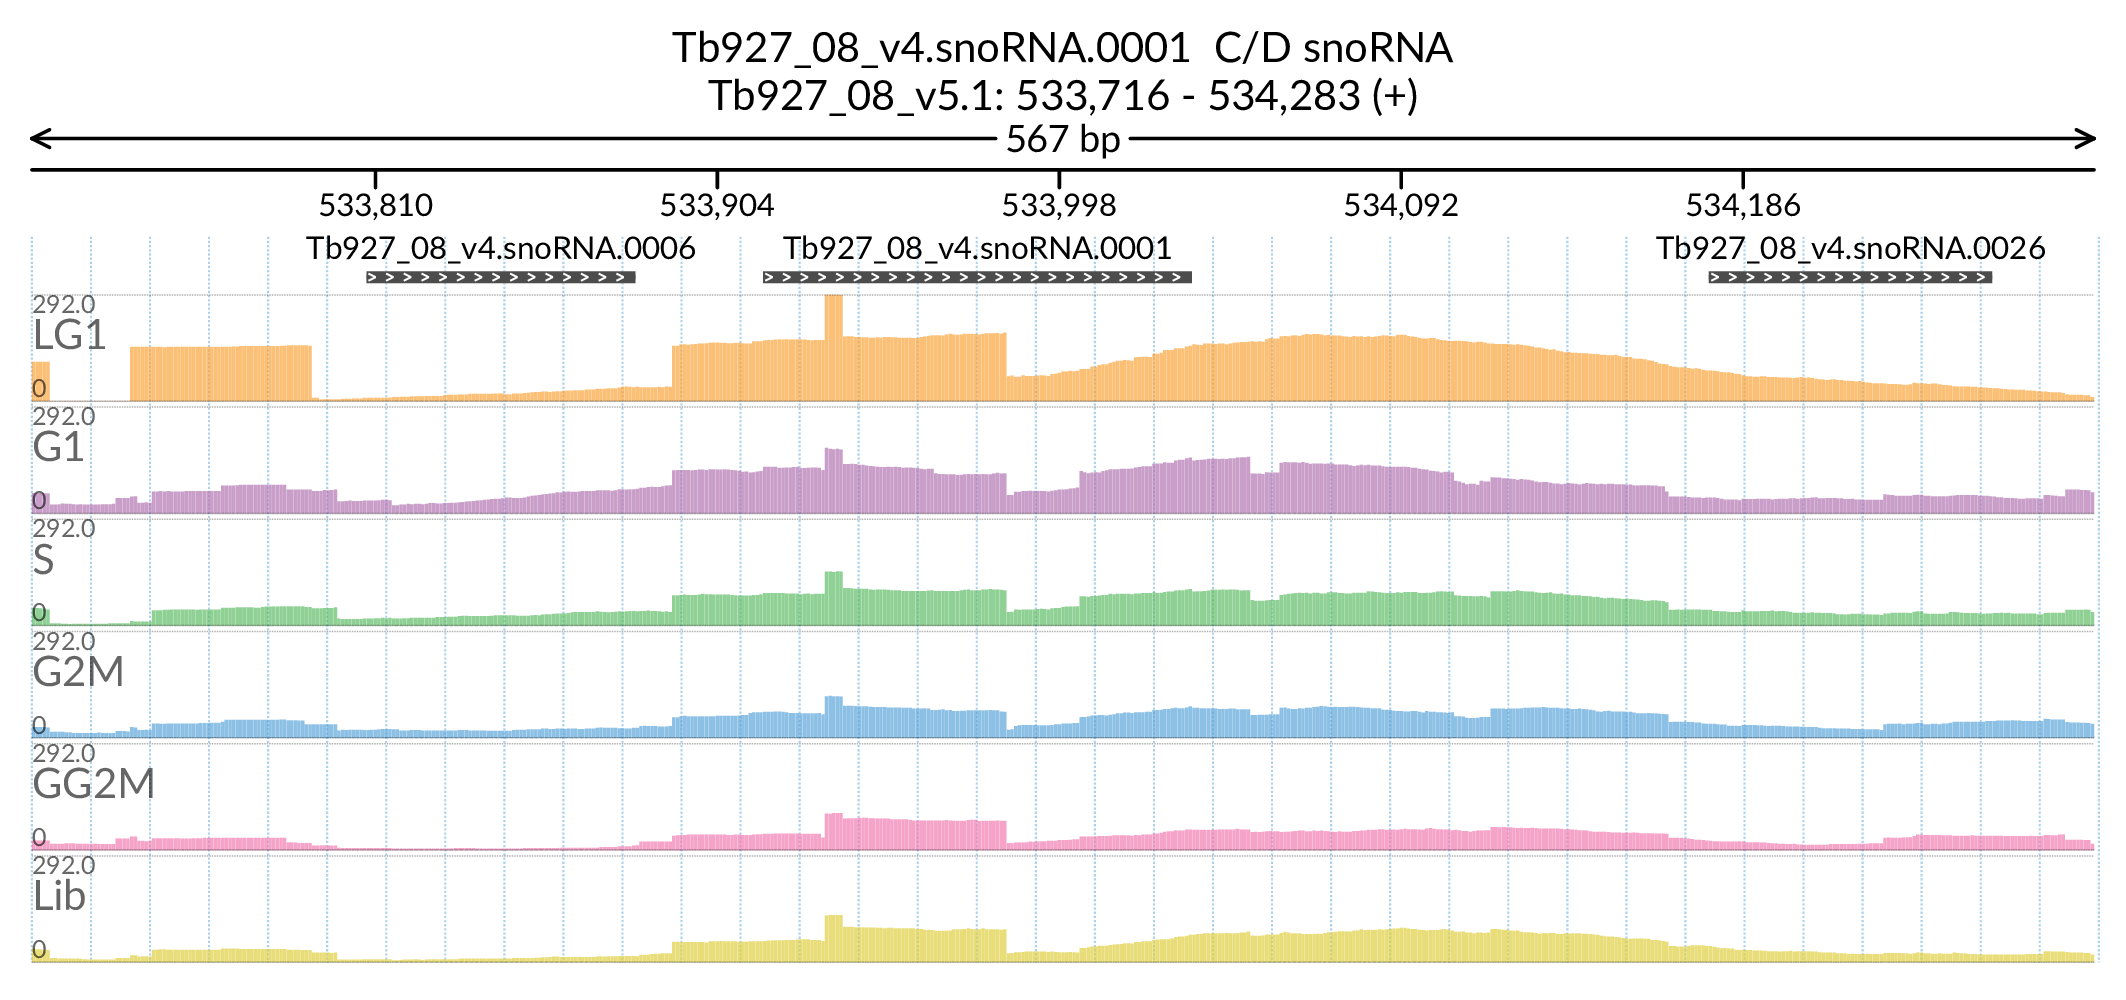 Tb927_08_v4.snoRNA.0001  C/D snoRNA
Tb927_08_v5.1: 533,716 - 534,283 (+)
567 bp
533,810 533,904 533,998 534,092 534,186
Tb927_08_v4.snoRNA.0006 Tb927_08_v4.snoRNA.0001 Tb927_08_v4.snoRNA.0026
292.0
LG1
0
292.0
G1
0
292.0
S
0
292.0
G2M
0
292.0
GG2M
0
292.0
Lib
0